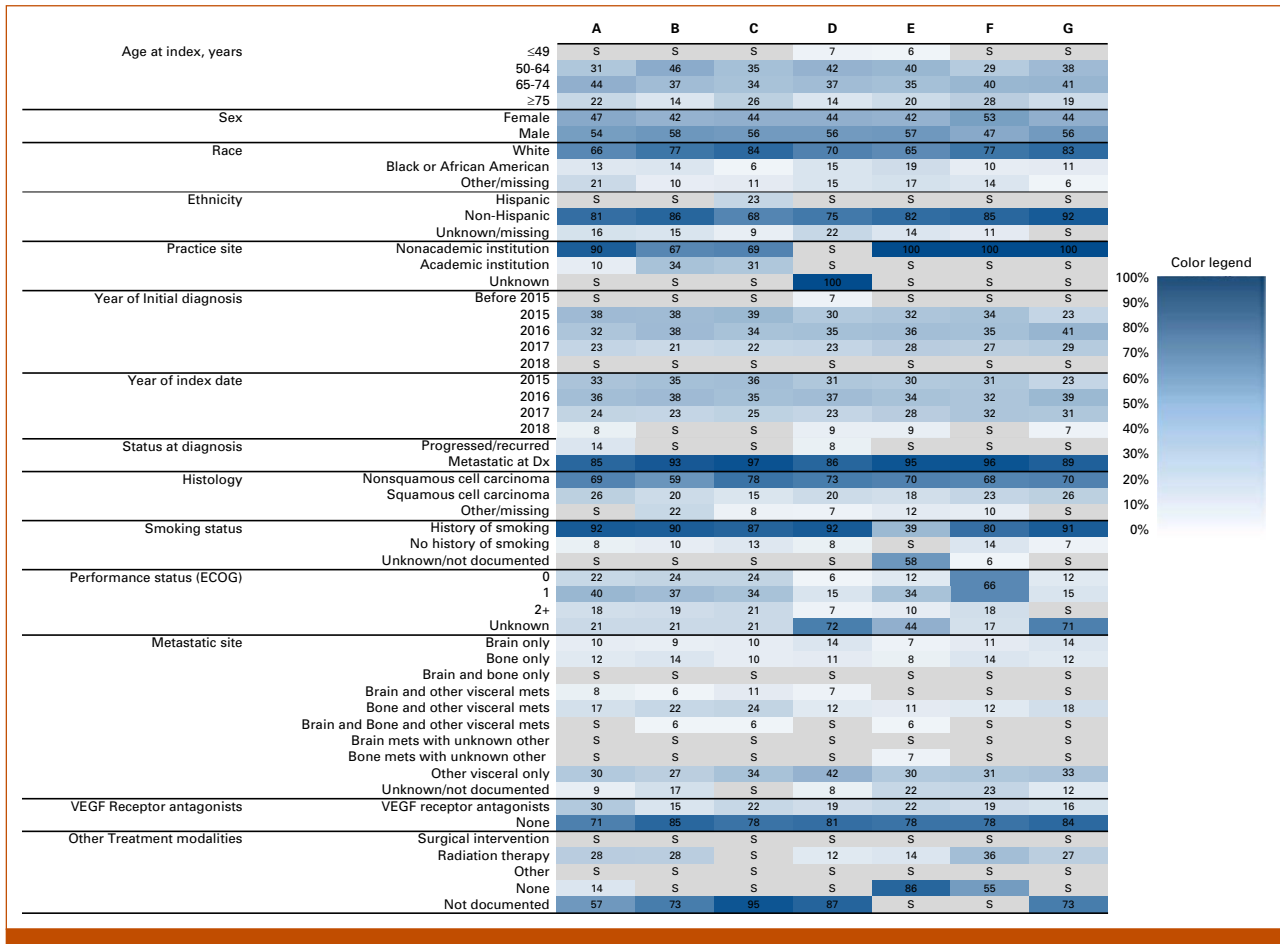 A B C D E F G
Age at index, years ≤49 S S S 7 6 S S
50-64 31 46 35 42 40 29 38
65-74 44 37 34 37 35 40 41
≥75 22 14 26 14 20 28 19
Sex Female 47 42 44 44 42 53 44
Male 54 58 56 56 57 47 56
Race White 66 77 84 70 65 77 83
Black or African American 13 14 6 15 19 10 11
Other/missing 21 10 11 15 17 14 6
Ethnicity Hispanic S S 23 S S S S
Non-Hispanic 81 86 68 75 82 85 92
Unknown/missing 16 15 9 22 14 11 S
Practice site Nonacademic institution 90 67 69 S 100 100 100
Academic institution 10 34 31 S S S S
Unknown S S S 100 S S S
Year of Initial diagnosis Before 2015 S S S 7 S S S
2015 38 38 39 30 32 34 23
2016 32 38 34 35 36 35 41
2017 23 21 22 23 28 27 29
2018 S S S S S S S
Year of index date 2015 33 35 36 31 30 31 23
2016 36 38 35 37 34 32 39
2017 24 23 25 23 28 32 31
2018 8 S S 9 9 S 7
Status at diagnosis Progressed/recurred 14 S S 8 S S S
Metastatic at Dx 85 93 97 86 95 96 89
Histology Nonsquamous cell carcinoma 69 59 78 73 70 68 70
Squamous cell carcinoma 26 20 15 20 18 23 26
Other/missing S 22 8 7 12 10 S
Smoking status History of smoking 92 90 87 92 39 80 91
No history of smoking 8 10 13 8 S 14 7
Unknown/not documented S S S S 58 6 S
Performance status (ECOG) 0 22 24 24 6 12 66 12
1 40 37 34 15 34 15
2+ 18 19 21 7 10 18 S
Unknown 21 21 21 72 44 17 71
Metastatic site Brain only 10 9 10 14 7 11 14
Bone only 12 14 10 11 8 14 12
Brain and bone only S S S S S S S
Brain and other visceral mets 8 6 11 7 S S S
Bone and other visceral mets 17 22 24 12 11 12 18
Brain and Bone and other visceral mets S 6 6 S 6 S S
Brain mets with unknown other S S S S S S S
Bone mets with unknown other S S S S 7 S S
Other visceral only 30 27 34 42 30 31 33
Unknown/not documented 9 17 S 8 22 23 12
VEGF Receptor antagonists VEGF receptor antagonists 30 15 22 19 22 19 16
None 71 85 78 81 78 78 84
Other Treatment modalities Surgical intervention S S S S S S S
Radiation therapy 28 28 S 12 14 36 27
Other S S S S S S S
None 14 S S S 86 55 S
Not documented 57 73 95 87 S S 73
Color legend
100%
90%
80%
70%
60%
50%
40%
30%
20%
10%
0%